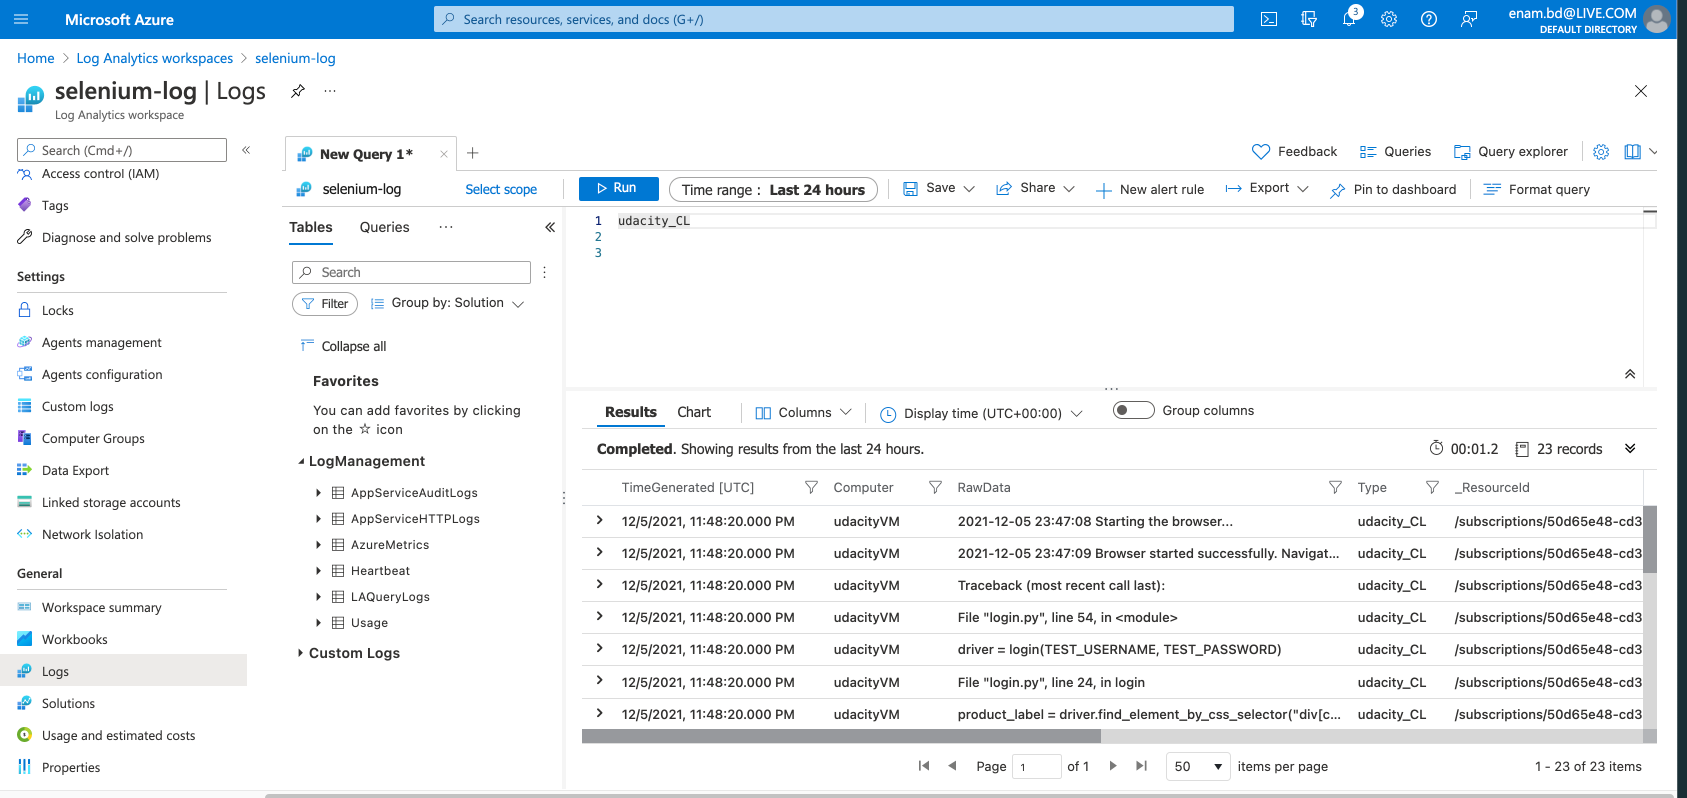 Microsoft Azure
Search resources, services, and docs (G+/)
3
enam.bd@LIVE.COM
DEFAULT DIRECTORY
Home > Log Analytics workspaces > selenium-log
selenium-log | Logs
Log Analytics workspace
Search (Cmd+/)
Access control (IAM)
Tags
Diagnose and solve problems
Settings
Locks
Agents management
Agents configuration
Custom logs
Computer Groups
Data Export
Linked storage accounts
Network Isolation
General
Workspace summary
Workbooks
Logs
Solutions
Usage and estimated costs
Properties
New Query 1*
Feedback
Queries
Query explorer
selenium-log
Select scope
Run
Time range : Last 24 hours
Save
Share
New alert rule
Export
Pin to dashboard
Format query
Tables
Queries
Search
Filter
Group by: Solution
Collapse all
Favorites
You can add favorites by clicking
on the ☆ icon
LogManagement
AppServiceAuditLogs
AppServiceHTTPLogs
AzureMetrics
Heartbeat
LAQueryLogs
Usage
Custom Logs
1 udacity_CL
2
3
Results
Chart
Columns
Display time (UTC+00:00)
Group columns
Completed. Showing results from the last 24 hours.
00:01.2
23 records
TimeGenerated [UTC] Computer RawData Type _ResourceId
12/5/2021, 11:48:20.000 PM udacityVM 2021-12-05 23:47:08 Starting the browser... udacity_CL /subscriptions/50d65e48-cd3
12/5/2021, 11:48:20.000 PM udacityVM 2021-12-05 23:47:09 Browser started successfully. Navigat... udacity_CL /subscriptions/50d65e48-cd3
12/5/2021, 11:48:20.000 PM udacityVM Traceback (most recent call last): udacity_CL /subscriptions/50d65e48-cd3
12/5/2021, 11:48:20.000 PM udacityVM File "login.py", line 54, in <module> udacity_CL /subscriptions/50d65e48-cd3
12/5/2021, 11:48:20.000 PM udacityVM driver = login(TEST_USERNAME, TEST_PASSWORD) udacity_CL /subscriptions/50d65e48-cd3
12/5/2021, 11:48:20.000 PM udacityVM File "login.py", line 24, in login udacity_CL /subscriptions/50d65e48-cd3
12/5/2021, 11:48:20.000 PM udacityVM product_label = driver.find_element_by_css_selector("div[c... udacity_CL /subscriptions/50d65e48-cd3
Page 1 of 1
50 items per page
1 - 23 of 23 items